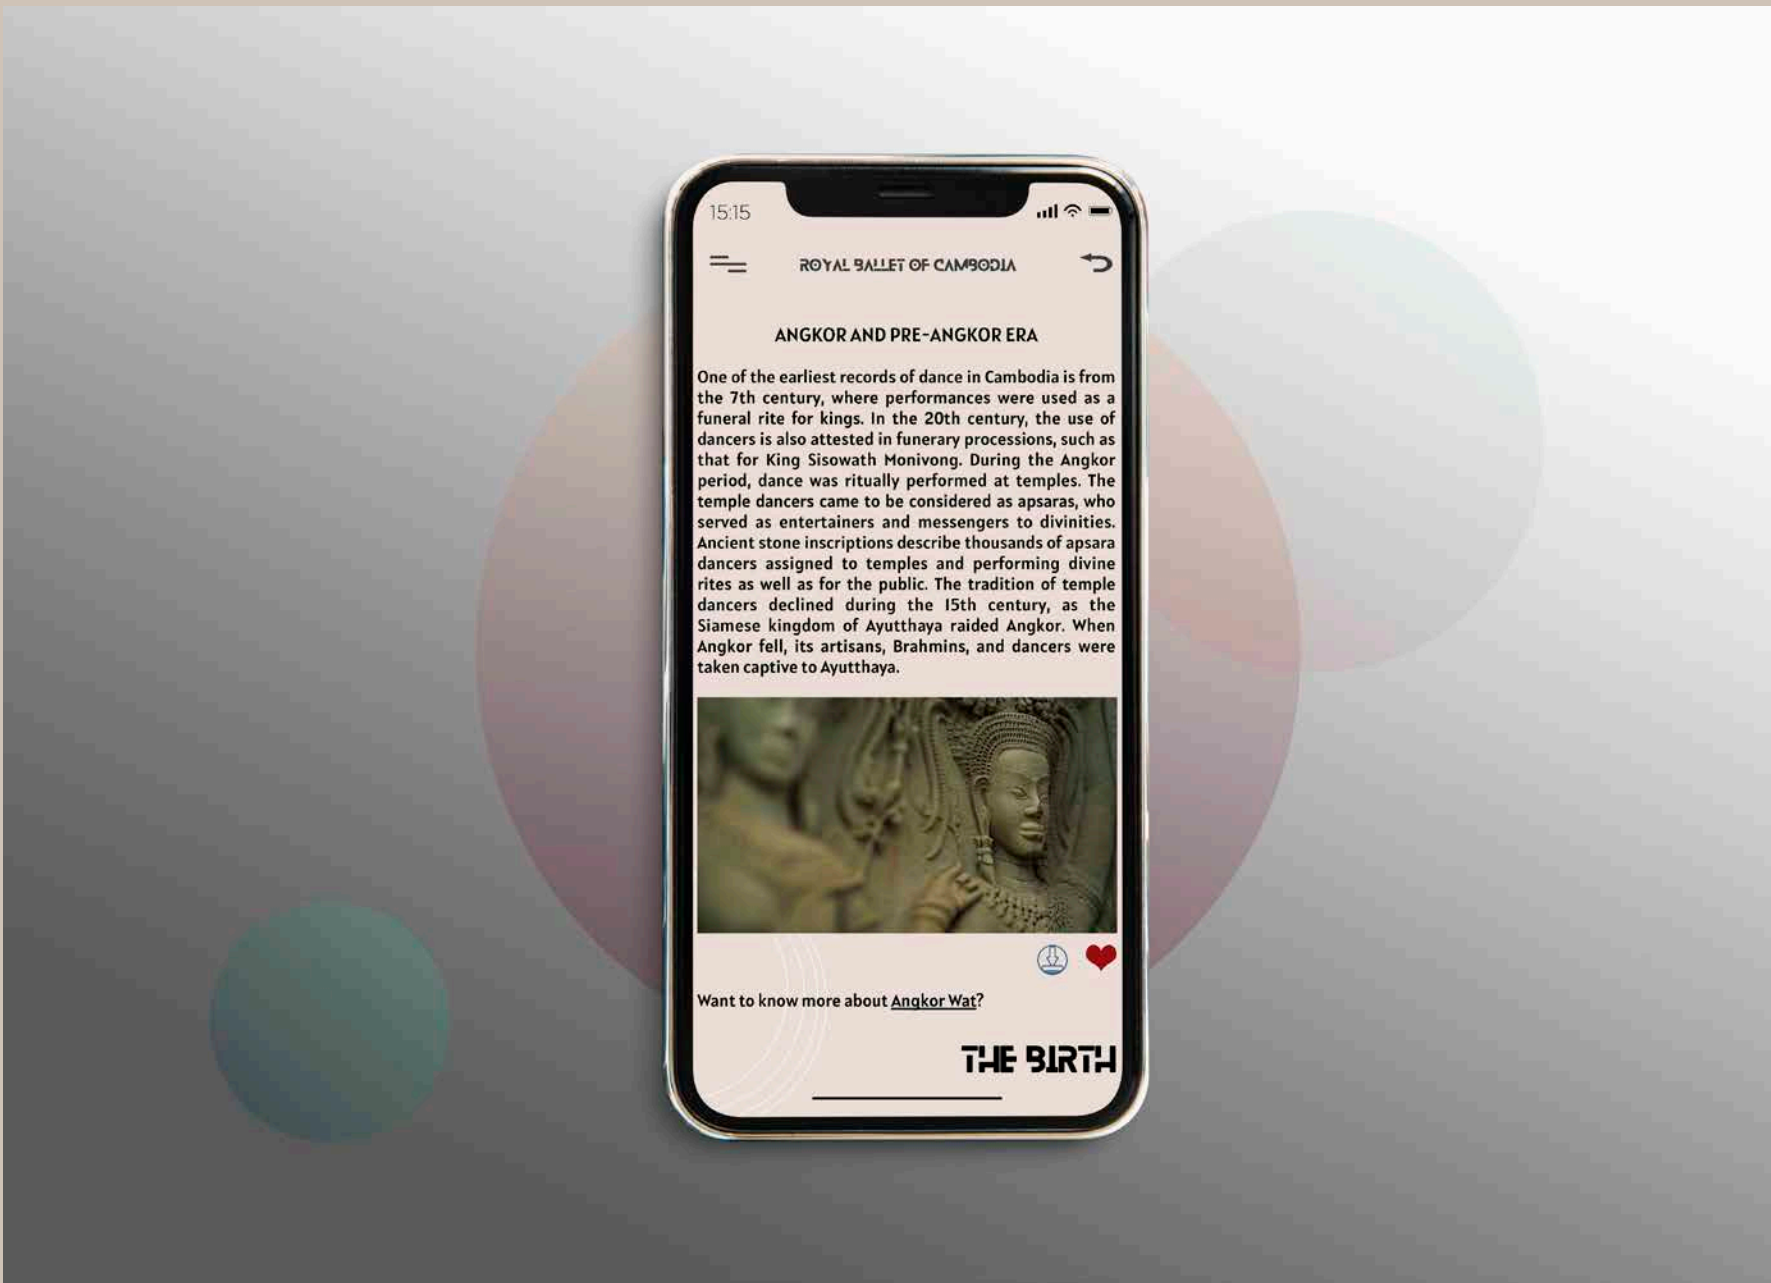 15:15
ROYAL BALLET OF CAMBODIA
ANGKOR AND PRE-ANGKOR ERA
One of the earliest records of dance in Cambodia is from
the 7th century, where performances were used as a
funeral rite for kings. In the 20th century, the use of
dancers is also attested in funerary processions, such as
that for King Sisowath Monivong. During the Angkor
period, dance was ritually performed at temples. The
temple dancers came to be considered as apsaras, who
served as entertainers and messengers to divinities.
Ancient stone inscriptions describe thousands of apsara
dancers assigned to temples and performing divine
rites as well as for the public. The tradition of temple
dancers declined during the 15th century, as the
Siamese kingdom of Ayutthaya raided Angkor. When
Angkor fell, its artisans, Brahmins, and dancers were
taken captive to Ayutthaya.
Want to know more about Angkor Wat?
THE BIRTH